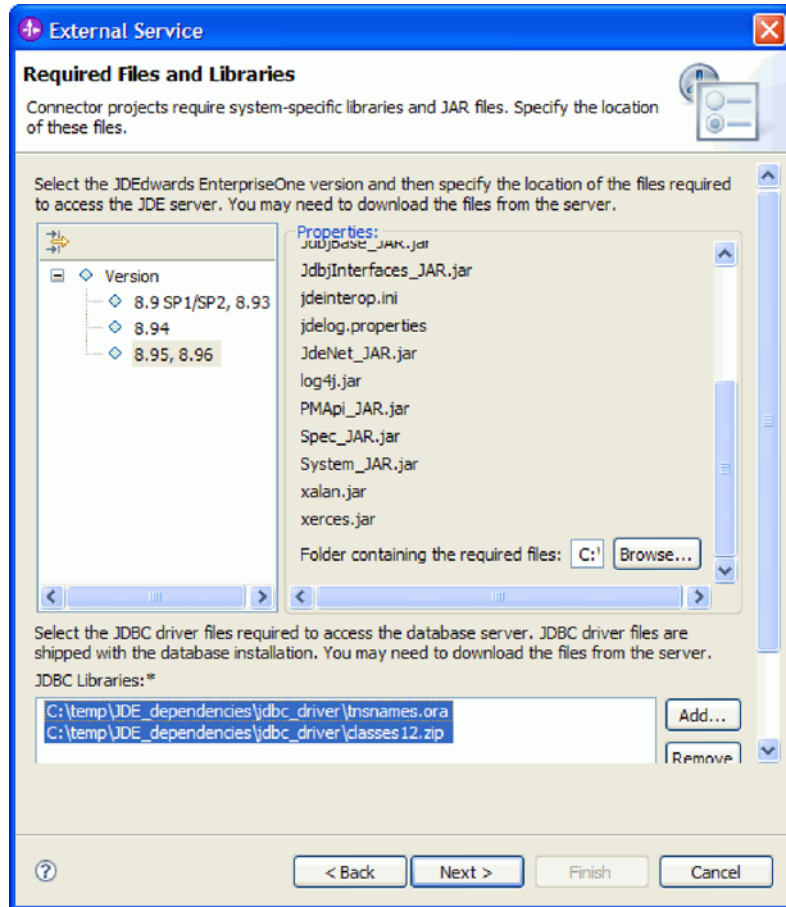 External Service
Required Files and Libraries
Connector projects require system-specific libraries and JAR files. Specify the location
of these files.
Select the JDEdwards EnterpriseOne version and then specify the location of the files required
to access the JDE server. You may need to download the files from the server.
Version
8.9 SP1/SP2, 8.93
8.94
8.95, 8.96
Properties:
JdbjBase_JAR.jar
JdbjInterfaces_JAR.jar
jdeinterop.ini
jdelog.properties
JdeNet_JAR.jar
log4j.jar
PMApi_JAR.jar
Spec_JAR.jar
System_JAR.jar
xalan.jar
xerces.jar
Folder containing the required files: C:\ Browse...
Select the JDBC driver files required to access the database server. JDBC driver files are
shipped with the database installation. You may need to download the files from the server.
JDBC Libraries:*
C:\temp\JDE_dependencies\jdbc_driver\tnsnames.ora
C:\temp\JDE_dependencies\jdbc_driver\classes12.zip
Add...
Remove
? < Back Next > Finish Cancel